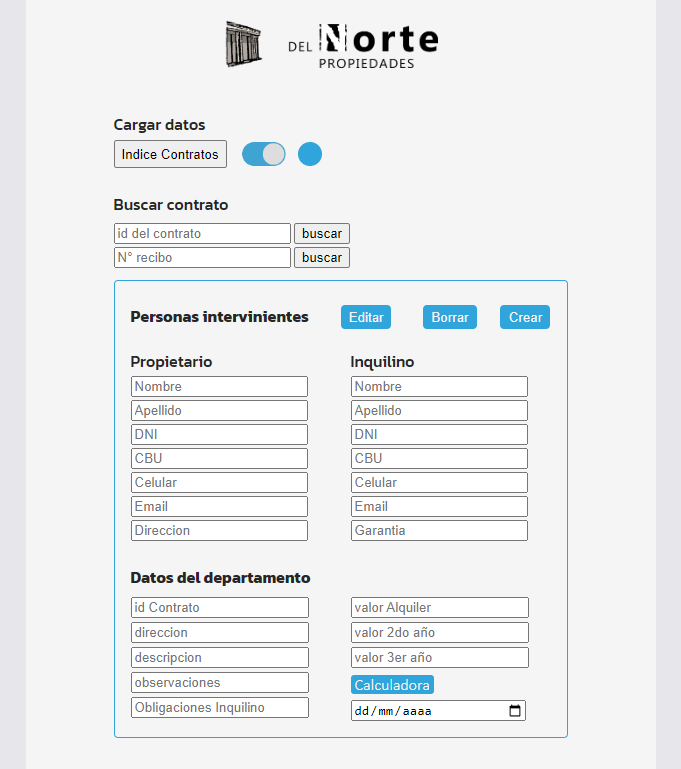 DEL Norte
PROPIEDADES
Cargar datos
Indice Contratos
Buscar contrato
id del contrato buscar
N° recibo buscar
Personas intervinientes Editar Borrar Crear
Propietario Inquilino
Nombre Nombre
Apellido Apellido
DNI DNI
CBU CBU
Celular Celular
Email Email
Direccion Garantia
Datos del departamento
id Contrato valor Alquiler
direccion valor 2do año
descripcion valor 3er año
observaciones Calculadora
Obligaciones Inquilino dd/mm/aaaa